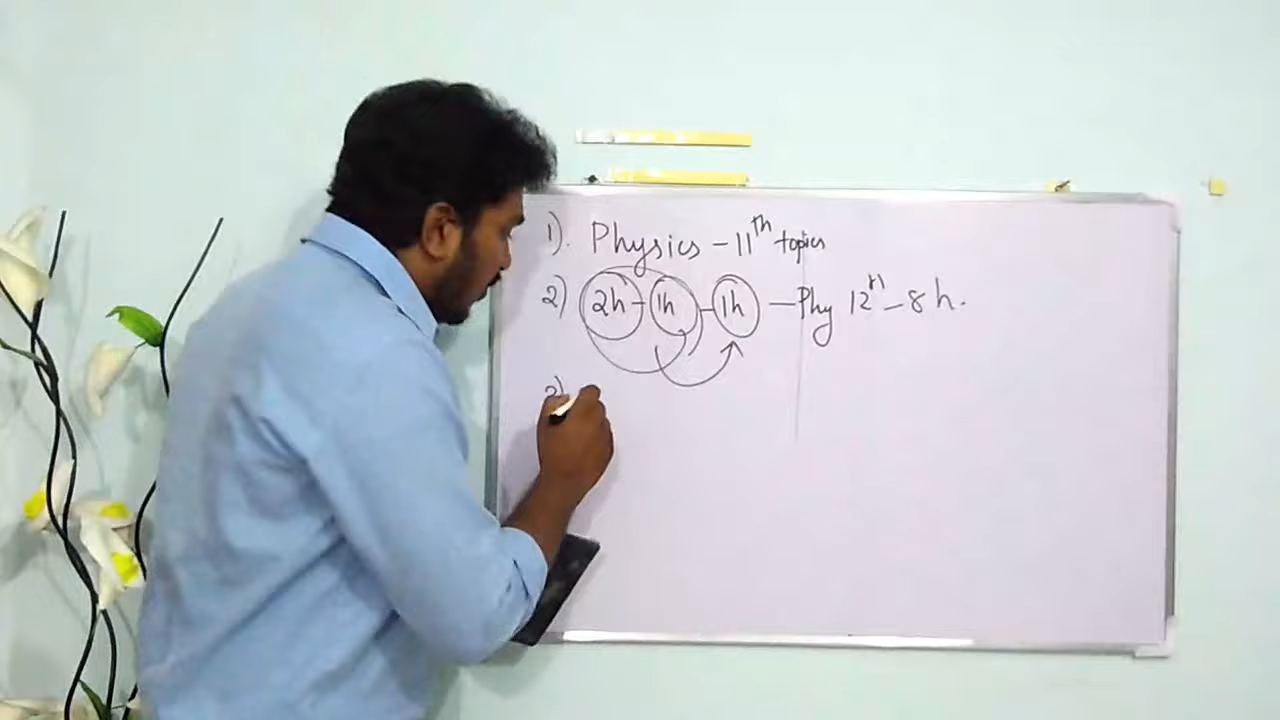 1). Physics - 11th topics
2) 2h - 1h - 1h - Phy 12th - 8 h.